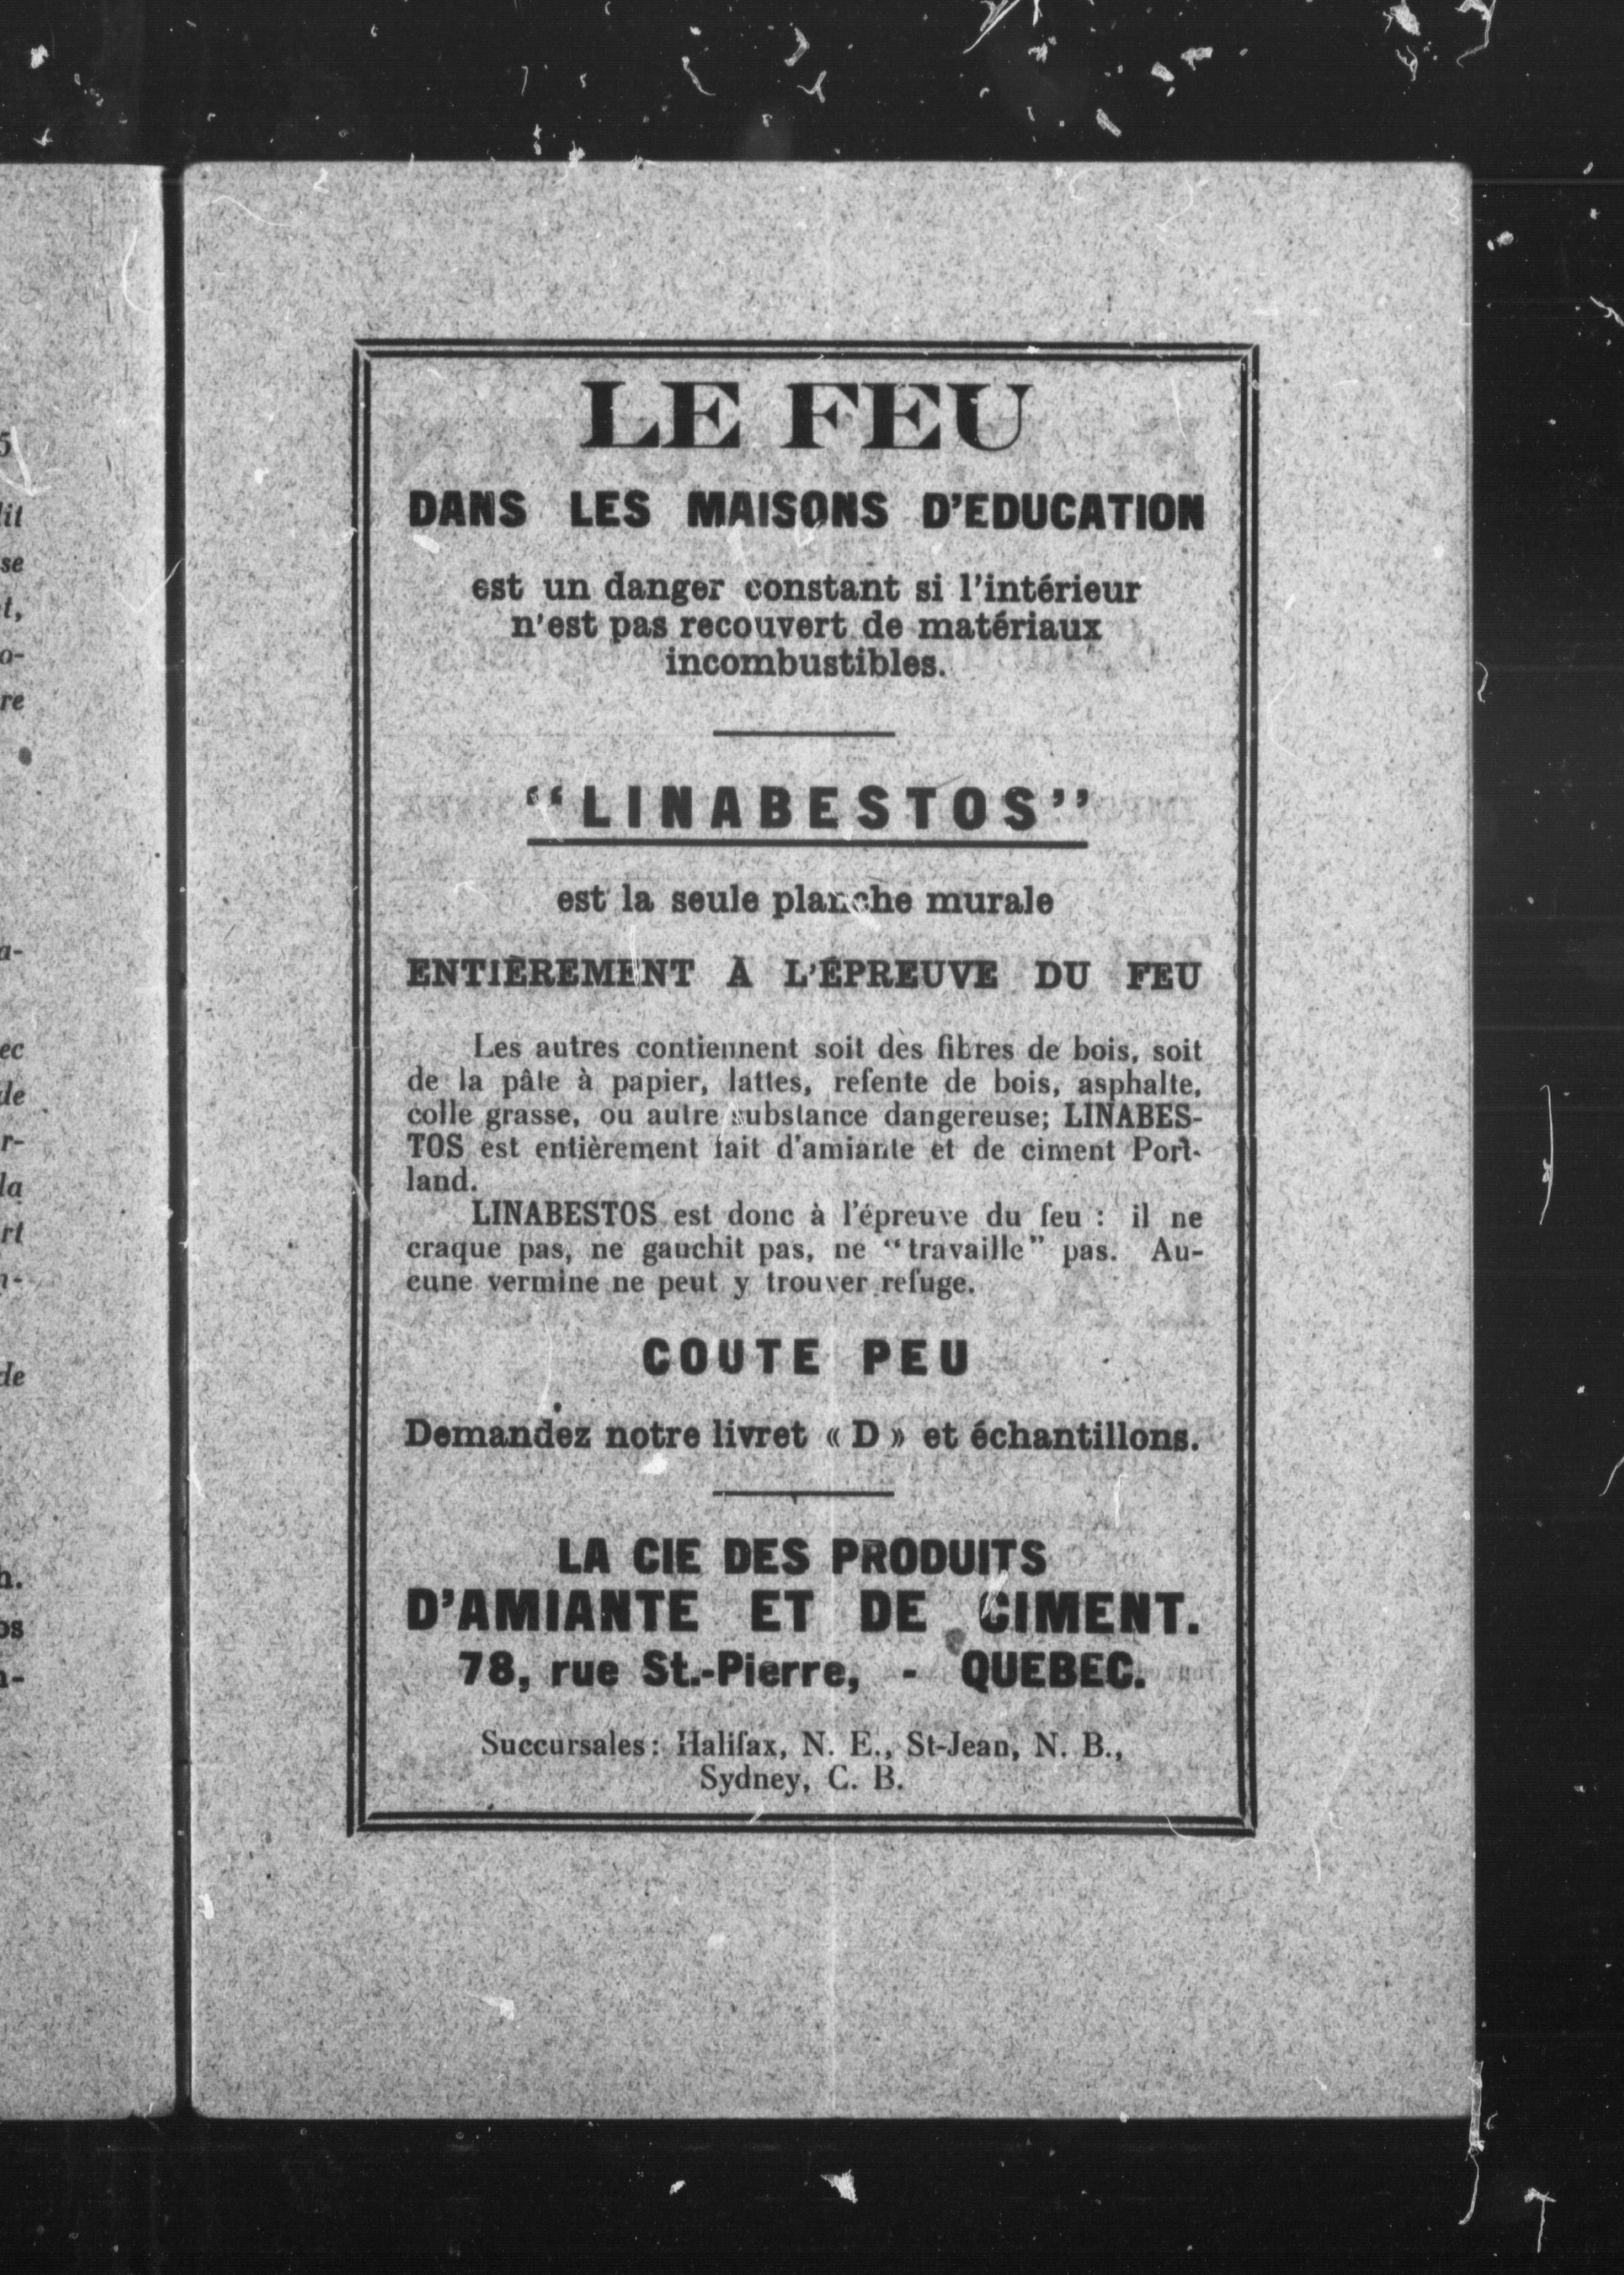 LE FEU
DANS LES MAISONS D'EDUCATION
est un danger constant si l'intérieur
n'est pas recouvert de matériaux
incombustibles.
“LINABESTOS”
est la seule planche murale
ENTIÈREMENT À L'ÉPREUVE DU FEU
Les autres contiennent soit des fibres de bois, soit
de la pâte à papier, lattes, refente de bois, asphalte,
colle grasse, ou autre substance dangereuse; LINABES-
TOS est entièrement fait d'amiante et de ciment Port-
land.
LINABESTOS est donc à l'épreuve du feu : il ne
craque pas, ne gauchit pas, ne “travaille” pas. Au-
cune vermine ne peut y trouver refuge.
COUTE PEU
Demandez notre livret « D » et échantillons.
LA CIE DES PRODUITS
D'AMIANTE ET DE CIMENT.
78, rue St.-Pierre, - QUEBEC.
Succursales: Halifax, N. E., St-Jean, N. B.,
Sydney, C. B.